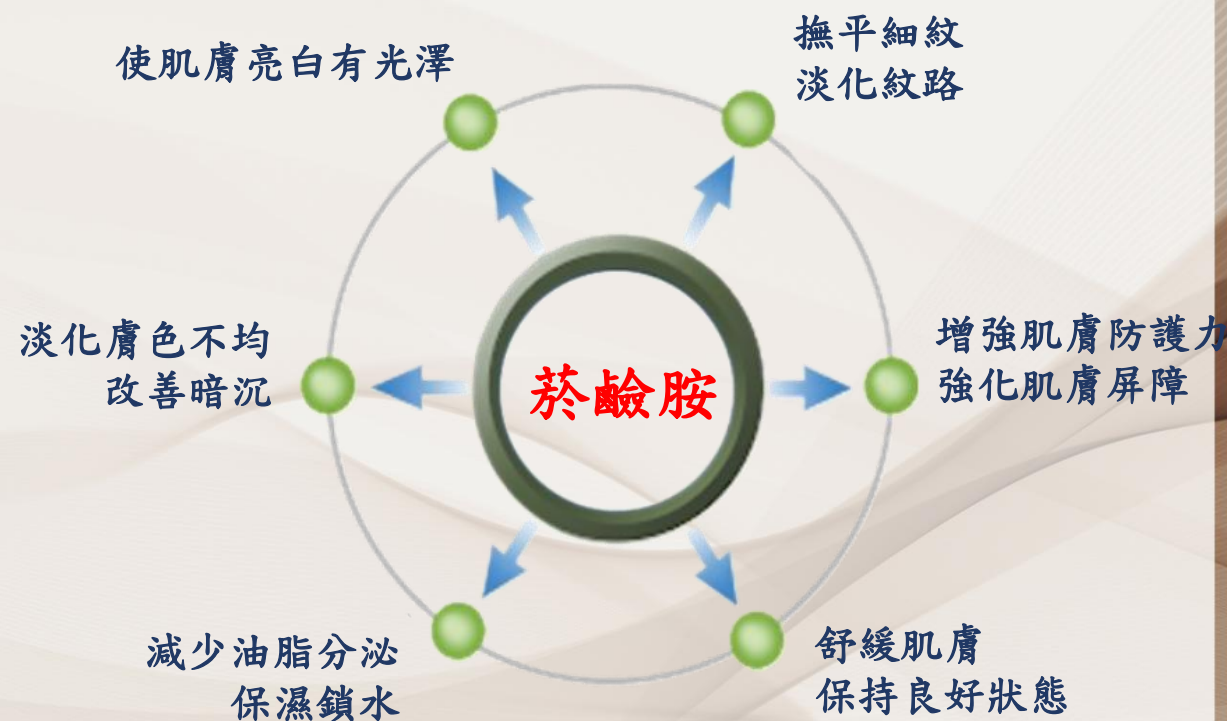 使肌膚亮白有光澤
撫平細紋
淡化紋路
淡化膚色不均
改善暗沉
菸鹼胺
增強肌膚防護力
強化肌膚屏障
減少油脂分泌
保濕鎖水
舒緩肌膚
保持良好狀態